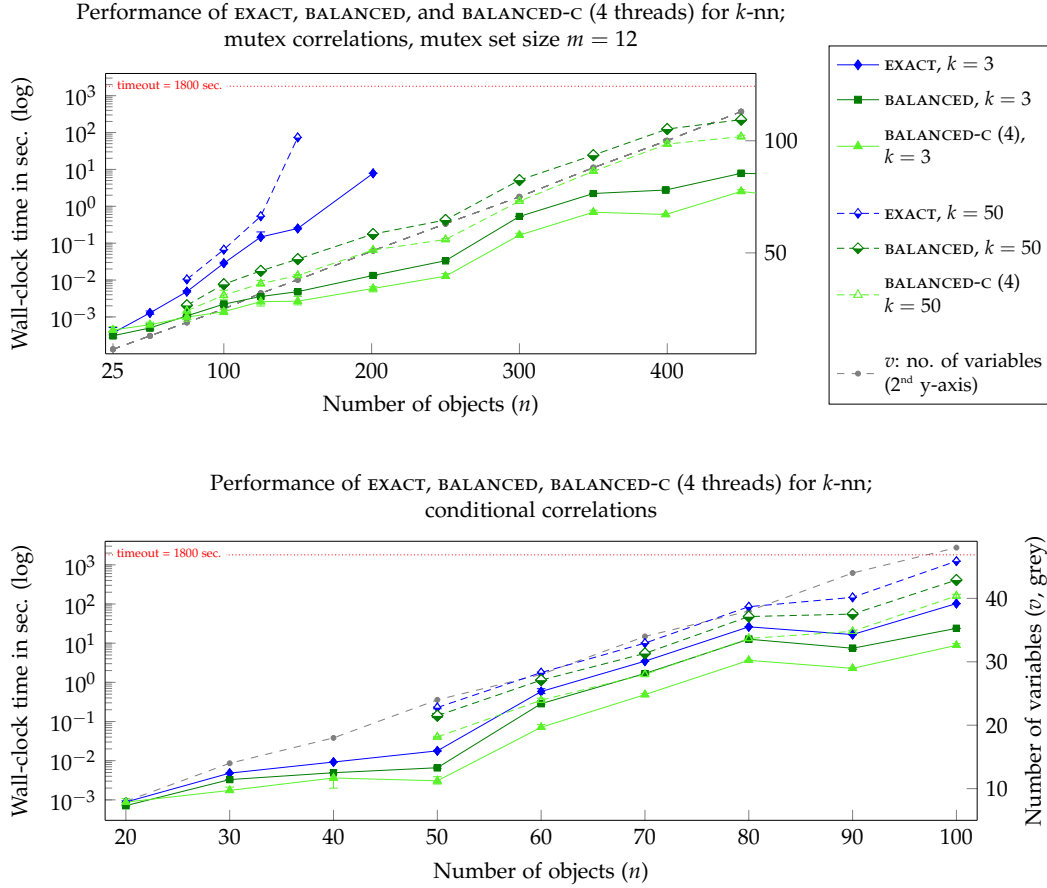 Performance of EXACT, BALANCED, and BALANCED-C (4 threads) for k-nn;
mutex correlations, mutex set size m = 12
timeout = 1800 sec.
Wall-clock time in sec. (log)
10³
10²
10¹
10⁰
10⁻¹
10⁻²
10⁻³
100
50
25
100
200
300
400
Number of objects (n)
EXACT, k = 3
BALANCED, k = 3
BALANCED-C (4),
k = 3
EXACT, k = 50
BALANCED, k = 50
BALANCED-C (4)
k = 50
v: no. of variables
(2nd y-axis)
Performance of EXACT, BALANCED, BALANCED-C (4 threads) for k-nn;
conditional correlations
timeout = 1800 sec.
Wall-clock time in sec. (log)
10³
10²
10¹
10⁰
10⁻¹
10⁻²
10⁻³
40
30
20
10
Number of variables (v, grey)
20
30
40
50
60
70
80
90
100
Number of objects (n)